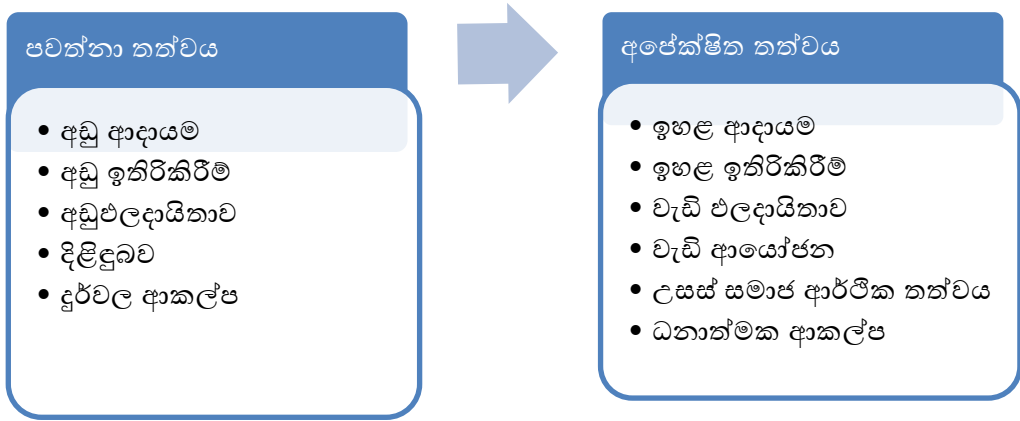 පවත්නා තත්වය
• අඩු ආදායම
• අඩු ඉතිරිකිරීම්
• අඩුඵලදායිතාව
• දිළිඳුබව
• දුර්වල ආකල්ප
අපේක්ෂිත තත්වය
• ඉහළ ආදායම
• ඉහළ ඉතිරිකිරීම්
• වැඩි ඵලදායිතාව
• වැඩි ආයෝජන
• උසස් සමාජ ආර්ථික තත්වය
• ධනාත්මක ආකල්ප